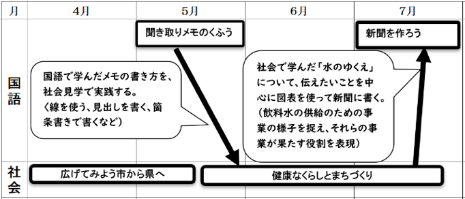 月 4月 5月 6月 7月
聞き取りメモのくふう
新聞を作ろう
国語
国語で学んだメモの書き方を、
社会見学で実践する。
〈線を使う、見出しを書く、箇
条書きで書くなど〉
社会で学んだ「水のゆくえ」
について、伝えたいことを中
心に図表を使って新聞に書く。
（飲料水の供給のための事
業の様子を捉え、それらの事
業が果たす役割を表現）
社会
広げてみよう市から県へ
健康なくらしとまちづくり